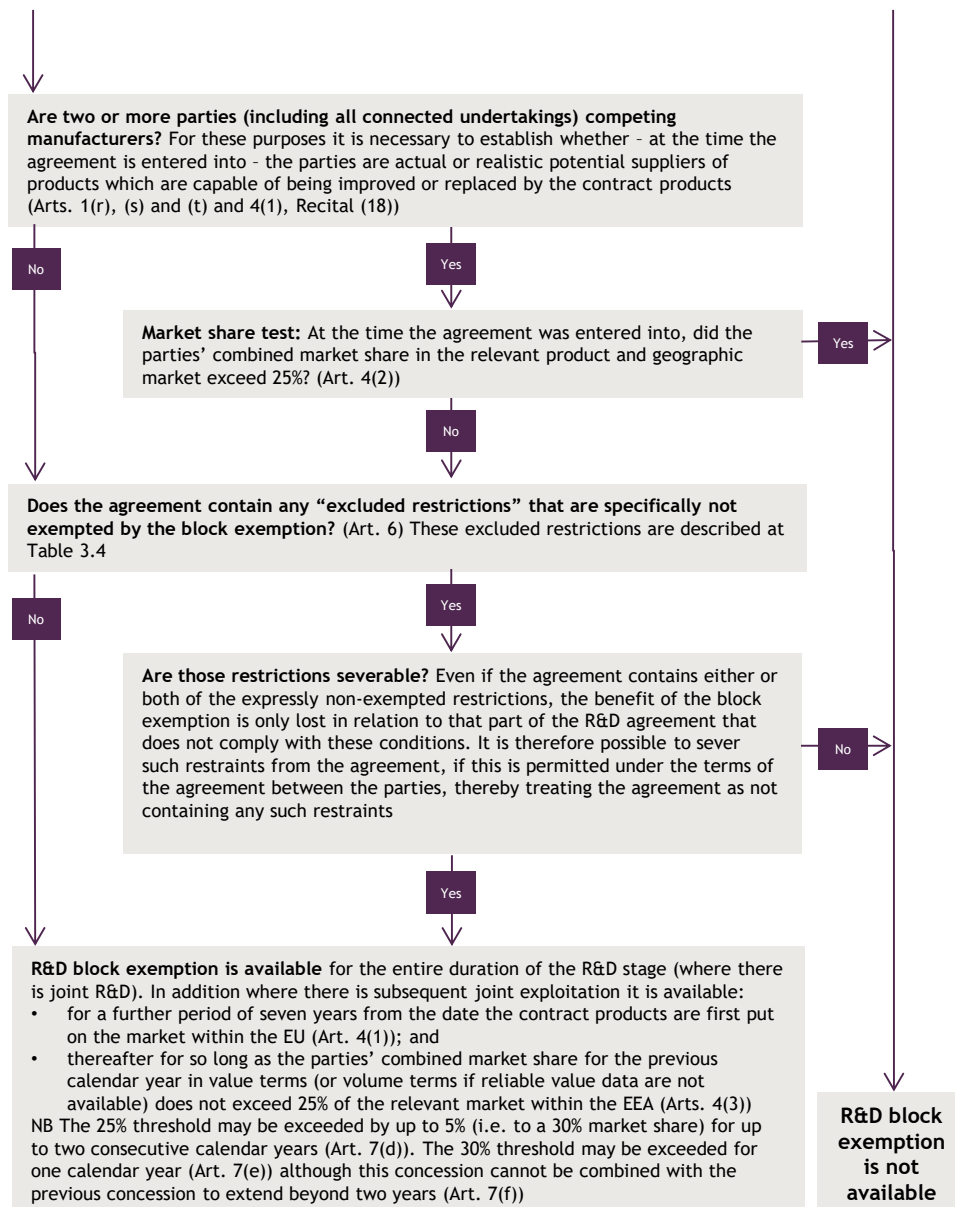 Are two or more parties (including all connected undertakings) competing
manufacturers? For these purposes it is necessary to establish whether – at the time the
agreement is entered into – the parties are actual or realistic potential suppliers of
products which are capable of being improved or replaced by the contract products
(Arts. 1(r), (s) and (t) and 4(1), Recital (18))
No
Yes
Market share test: At the time the agreement was entered into, did the
parties’ combined market share in the relevant product and geographic
market exceed 25%? (Art. 4(2))
Yes
No
Does the agreement contain any “excluded restrictions” that are specifically not
exempted by the block exemption? (Art. 6) These excluded restrictions are described at
Table 3.4
No
Yes
Are those restrictions severable? Even if the agreement contains either or
both of the expressly non-exempted restrictions, the benefit of the block
exemption is only lost in relation to that part of the R&D agreement that
does not comply with these conditions. It is therefore possible to sever
such restraints from the agreement, if this is permitted under the terms of
the agreement between the parties, thereby treating the agreement as not
containing any such restraints
No
Yes
R&D block exemption is available for the entire duration of the R&D stage (where there
is joint R&D). In addition where there is subsequent joint exploitation it is available:
• for a further period of seven years from the date the contract products are first put
on the market within the EU (Art. 4(1)); and
• thereafter for so long as the parties’ combined market share for the previous
calendar year in value terms (or volume terms if reliable value data are not
available) does not exceed 25% of the relevant market within the EEA (Arts. 4(3))
NB The 25% threshold may be exceeded by up to 5% (i.e. to a 30% market share) for up
to two consecutive calendar years (Art. 7(d)). The 30% threshold may be exceeded for
one calendar year (Art. 7(e)) although this concession cannot be combined with the
previous concession to extend beyond two years (Art. 7(f))
R&D block
exemption
is not
available